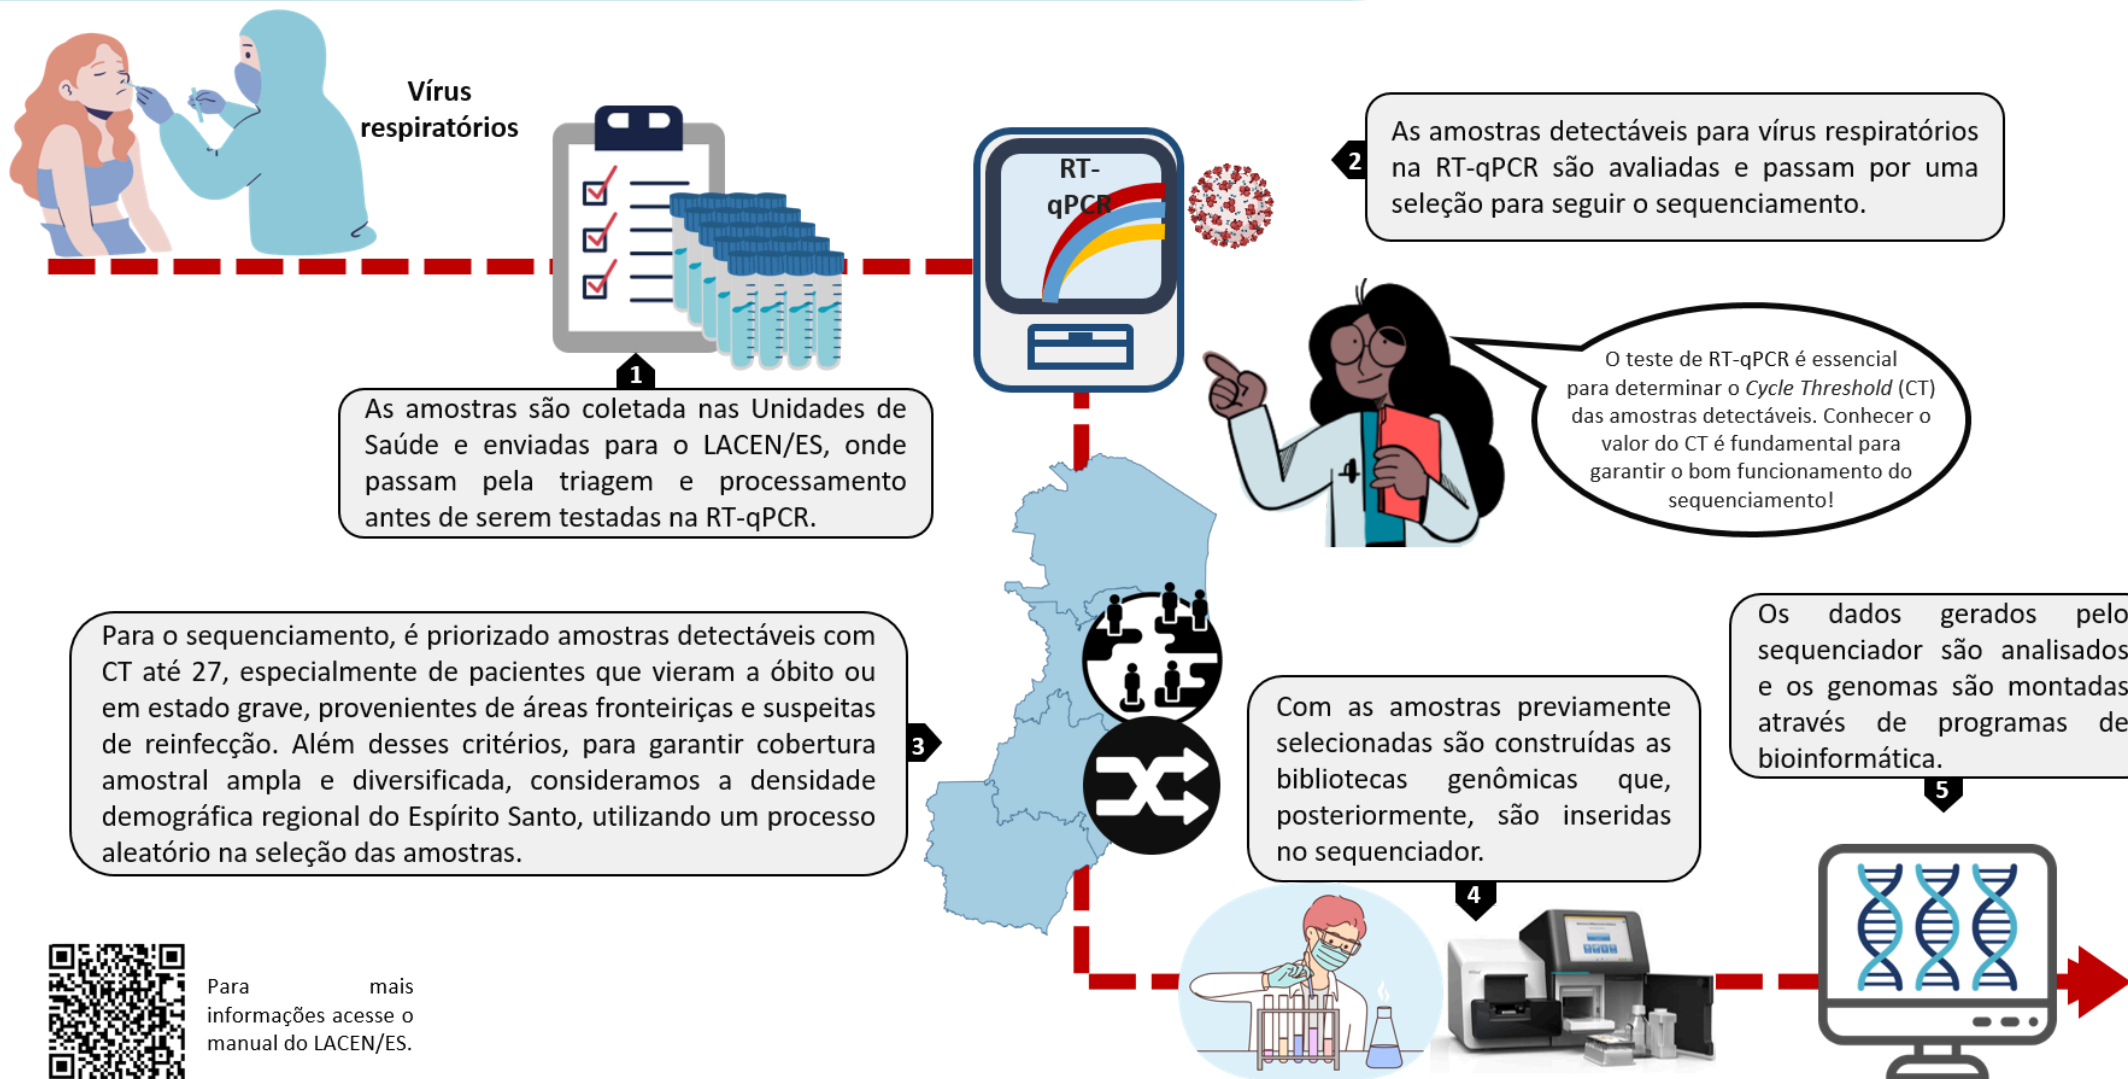 Vírus
respiratórios
RT-
qPCR
1
As amostras são coletada nas Unidades de
Saúde e enviadas para o LACEN/ES, onde
passam pela triagem e processamento
antes de serem testadas na RT-qPCR.
2
As amostras detectáveis para vírus respiratórios
na RT-qPCR são avaliadas e passam por uma
seleção para seguir o sequenciamento.
O teste de RT-qPCR é essencial
para determinar o Cycle Threshold (CT)
das amostras detectáveis. Conhecer o
valor do CT é fundamental para
garantir o bom funcionamento do
sequenciamento!
Para o sequenciamento, é priorizado amostras detectáveis com
CT até 27, especialmente de pacientes que vieram a óbito ou
em estado grave, provenientes de áreas fronteiriças e suspeitas
de reinfecção. Além desses critérios, para garantir cobertura
amostral ampla e diversificada, consideramos a densidade
demográfica regional do Espírito Santo, utilizando um processo
aleatório na seleção das amostras.
3
Com as amostras previamente
selecionadas são construídas as
bibliotecas genômicas que,
posteriormente, são inseridas
no sequenciador.
4
Os dados gerados pelo
sequenciador são analisados
e os genomas são montadas
através de programas de
bioinformática.
5
Para mais
informações acesse o
manual do LACEN/ES.